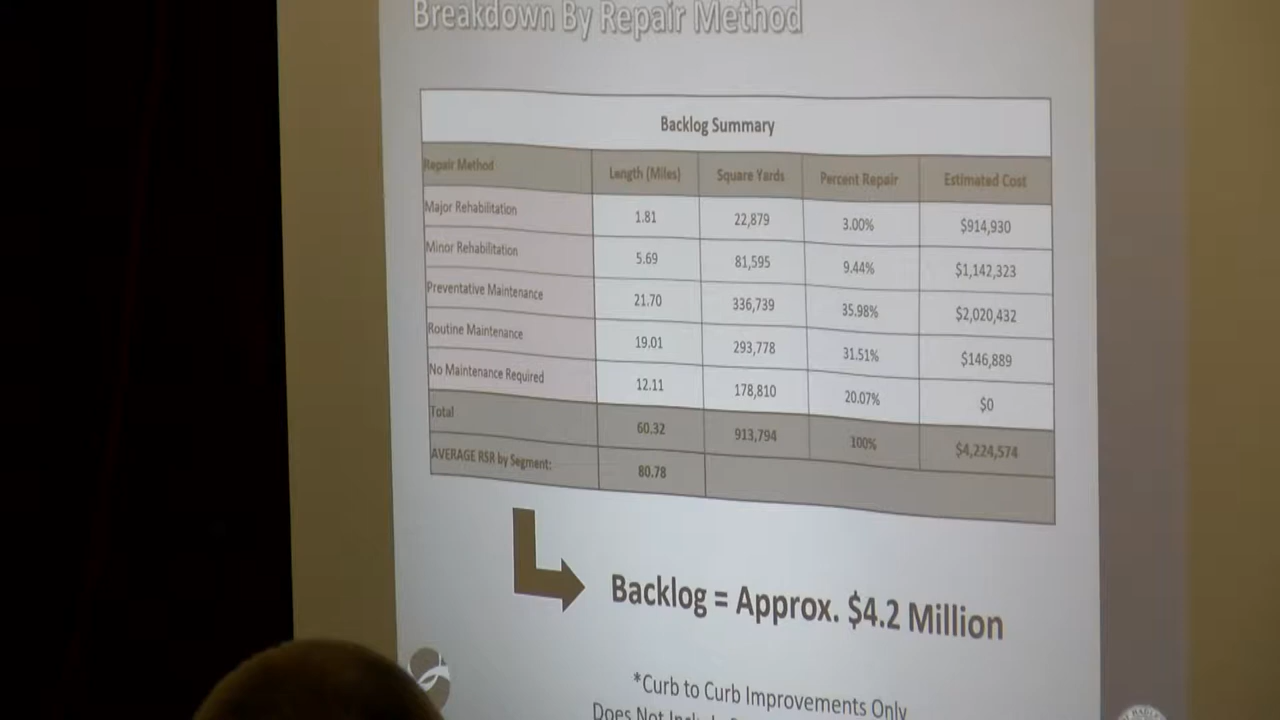 Breakdown By Repair Method
Backlog Summary
Repair Method Length (Miles) Square Yards Percent Repair Estimated Cost
Major Rehabilitation 1.81 22,879 3.00% $914,930
Minor Rehabilitation 5.69 81,595 9.44% $1,142,323
Preventative Maintenance 21.70 336,739 35.98% $2,020,432
Routine Maintenance 19.01 293,778 31.51% $146,889
No Maintenance Required 12.11 178,810 20.07% $0
Total 60.32 913,794 100% $4,224,574
AVERAGE RSR by Segment: 80.78
Backlog = Approx. $4.2 Million
*Curb to Curb Improvements Only
Does Not